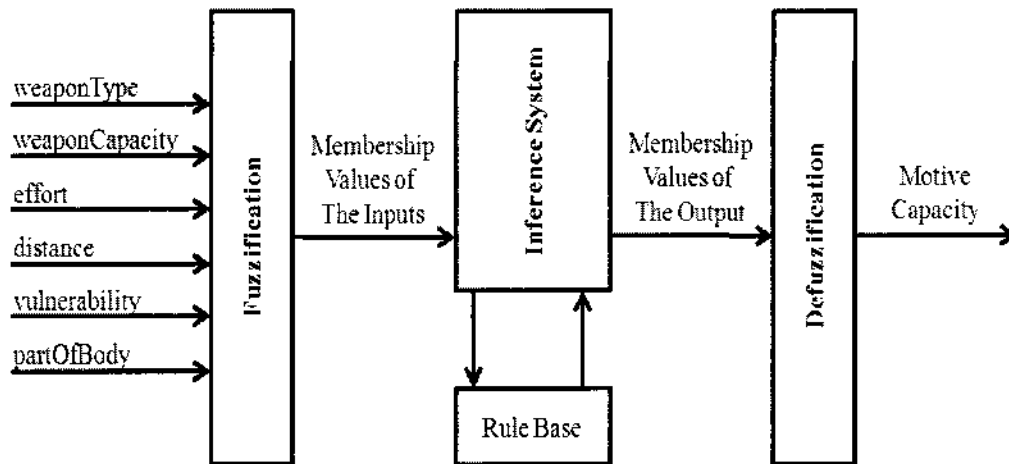 weaponType
weaponCapacity
effort
distance
vulnerability
partOfBody
Fuzzification
Membership
Values of
The Inputs
Inference System
Rule Base
Membership
Values of
The Output
Defuzzification
Motive
Capacity